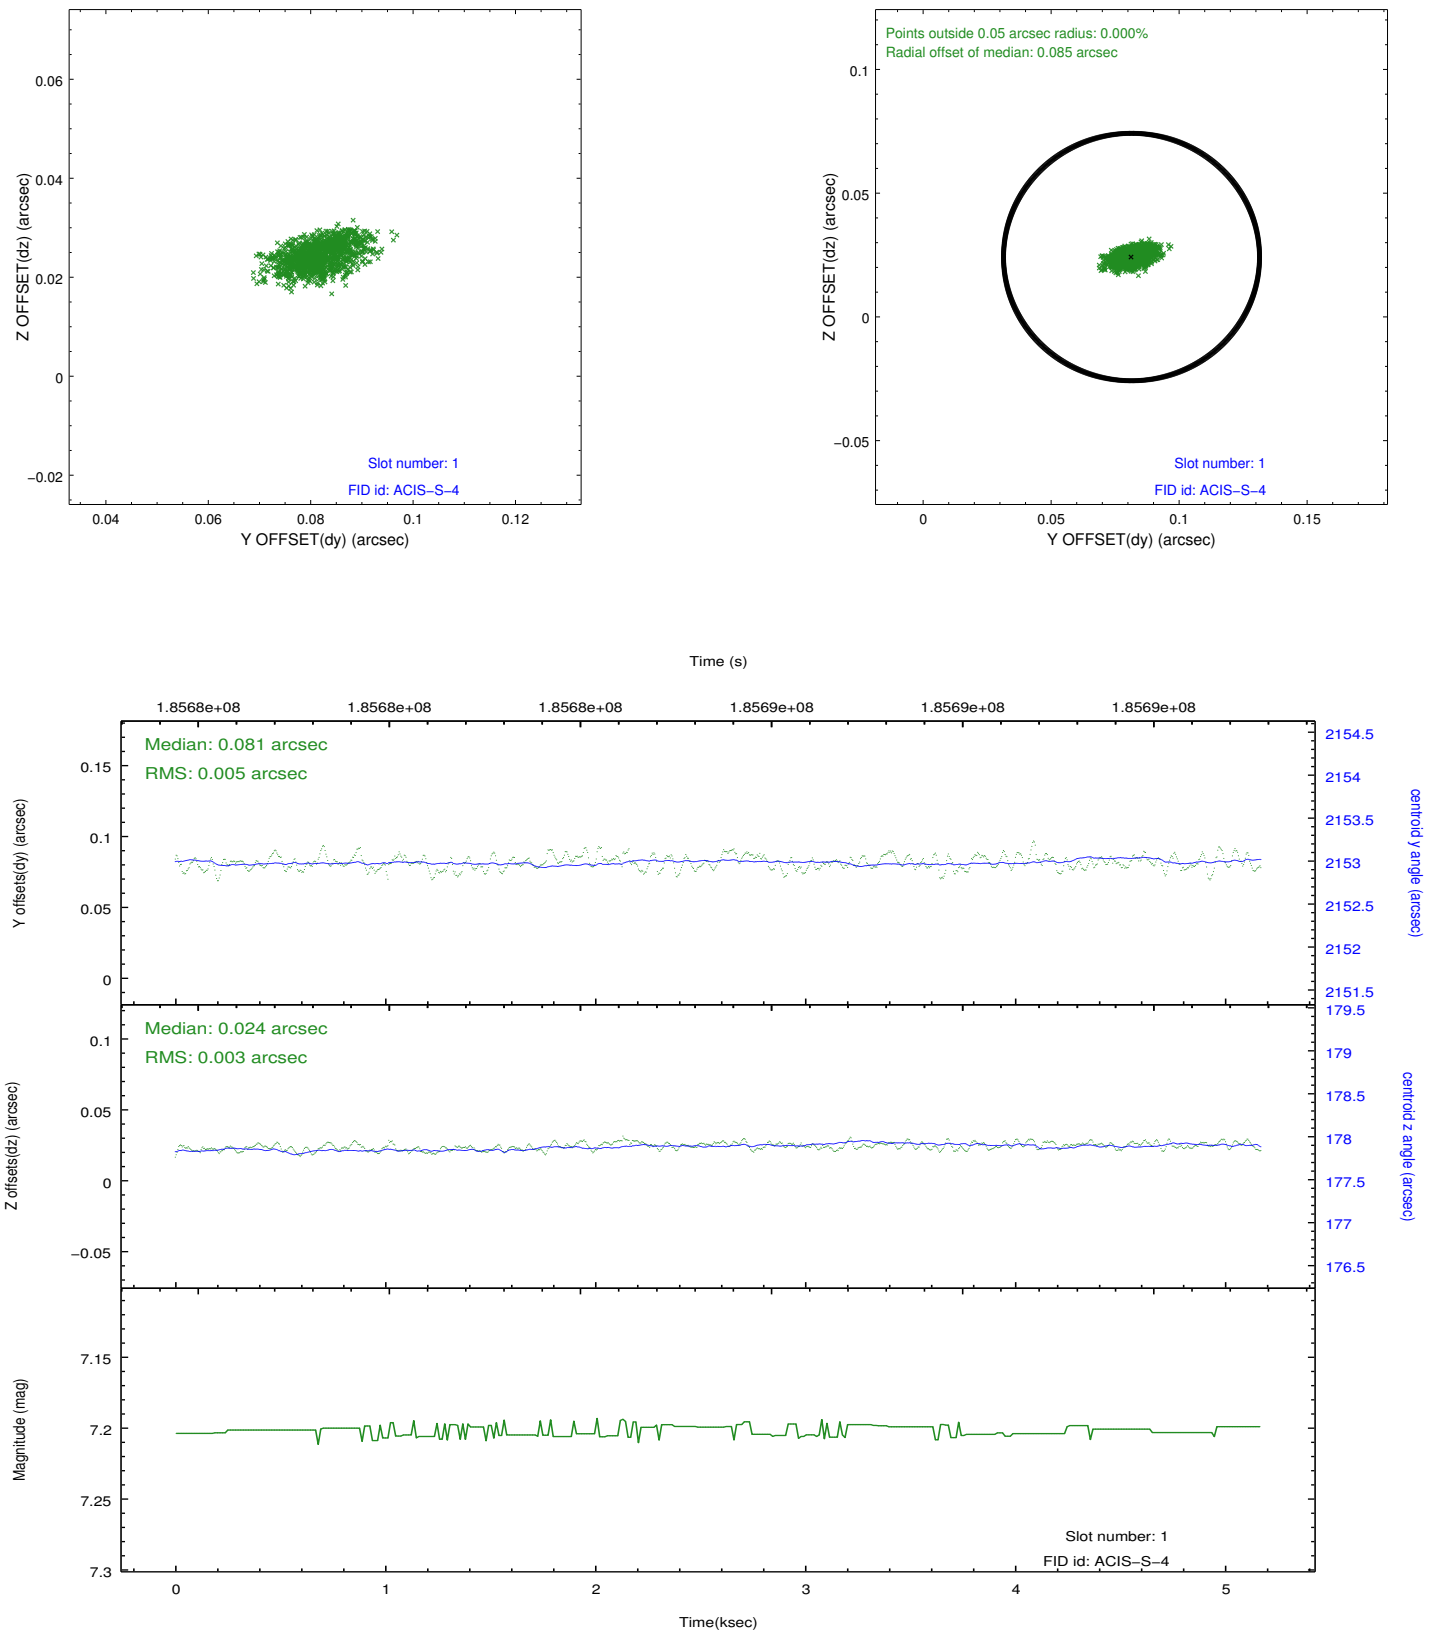 0.06
0.04
0.02
0
−0.02
Z OFFSET(dz) (arcsec)
Slot number: 1
FID id: ACIS−S−4
0.04 0.06 0.08 0.1 0.12
Y OFFSET(dy) (arcsec)
Points outside 0.05 arcsec radius: 0.000%
Radial offset of median: 0.085 arcsec
0.1
0.05
0
−0.05
Z OFFSET(dz) (arcsec)
Slot number: 1
FID id: ACIS−S−4
0 0.05 0.1 0.15
Y OFFSET(dy) (arcsec)
Time (s)
1.8568e+08 1.8568e+08 1.8568e+08 1.8569e+08 1.8569e+08 1.8569e+08
Median: 0.081 arcsec
RMS: 0.005 arcsec
0.15
0.1
0.05
0
Y offsets(dy) (arcsec)
2154.5
2154
2153.5
2153
2152.5
2152
2151.5
centroid y angle (arcsec)
Median: 0.024 arcsec
RMS: 0.003 arcsec
0.1
0.05
0
−0.05
Z offsets(dz) (arcsec)
179.5
179
178.5
178
177.5
177
176.5
centroid z angle (arcsec)
7.15
7.2
7.25
7.3
Magnitude (mag)
Slot number: 1
FID id: ACIS−S−4
0 1 2 3 4 5
Time(ksec)